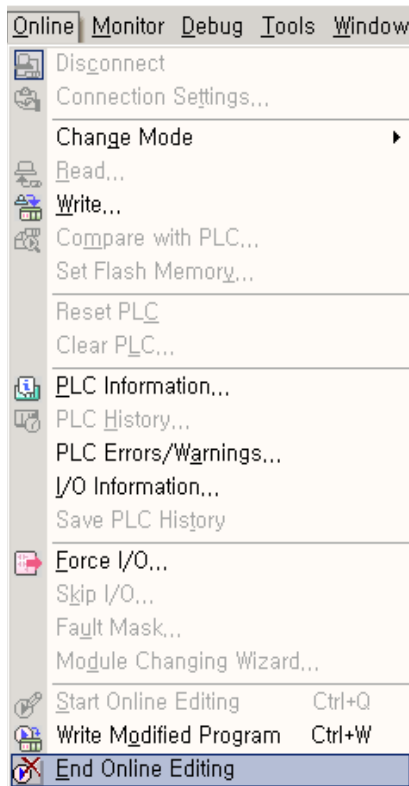 Online Monitor Debug Tools Window
Disconnect
Connection Settings...
Change Mode
Read...
Write...
Compare with PLC...
Set Flash Memory...
Reset PLC
Clear PLC...
PLC Information...
PLC History...
PLC Errors/Warnings...
I/O Information...
Save PLC History
Force I/O...
Skip I/O...
Fault Mask...
Module Changing Wizard...
Start Online Editing Ctrl+Q
Write Modified Program Ctrl+W
End Online Editing